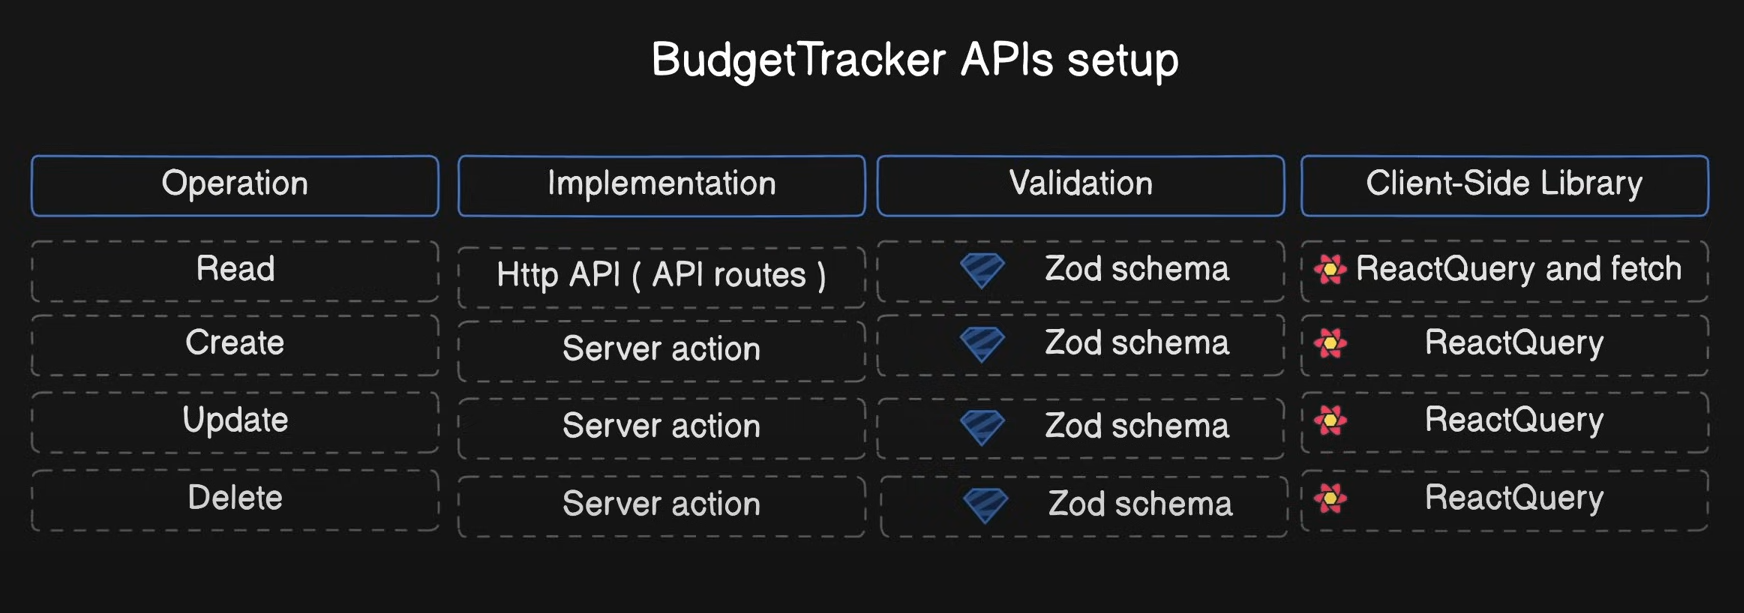 BudgetTracker APIs setup
Operation Implementation Validation Client-Side Library
Read Http API ( API routes ) Zod schema ReactQuery and fetch
Create Server action Zod schema ReactQuery
Update Server action Zod schema ReactQuery
Delete Server action Zod schema ReactQuery